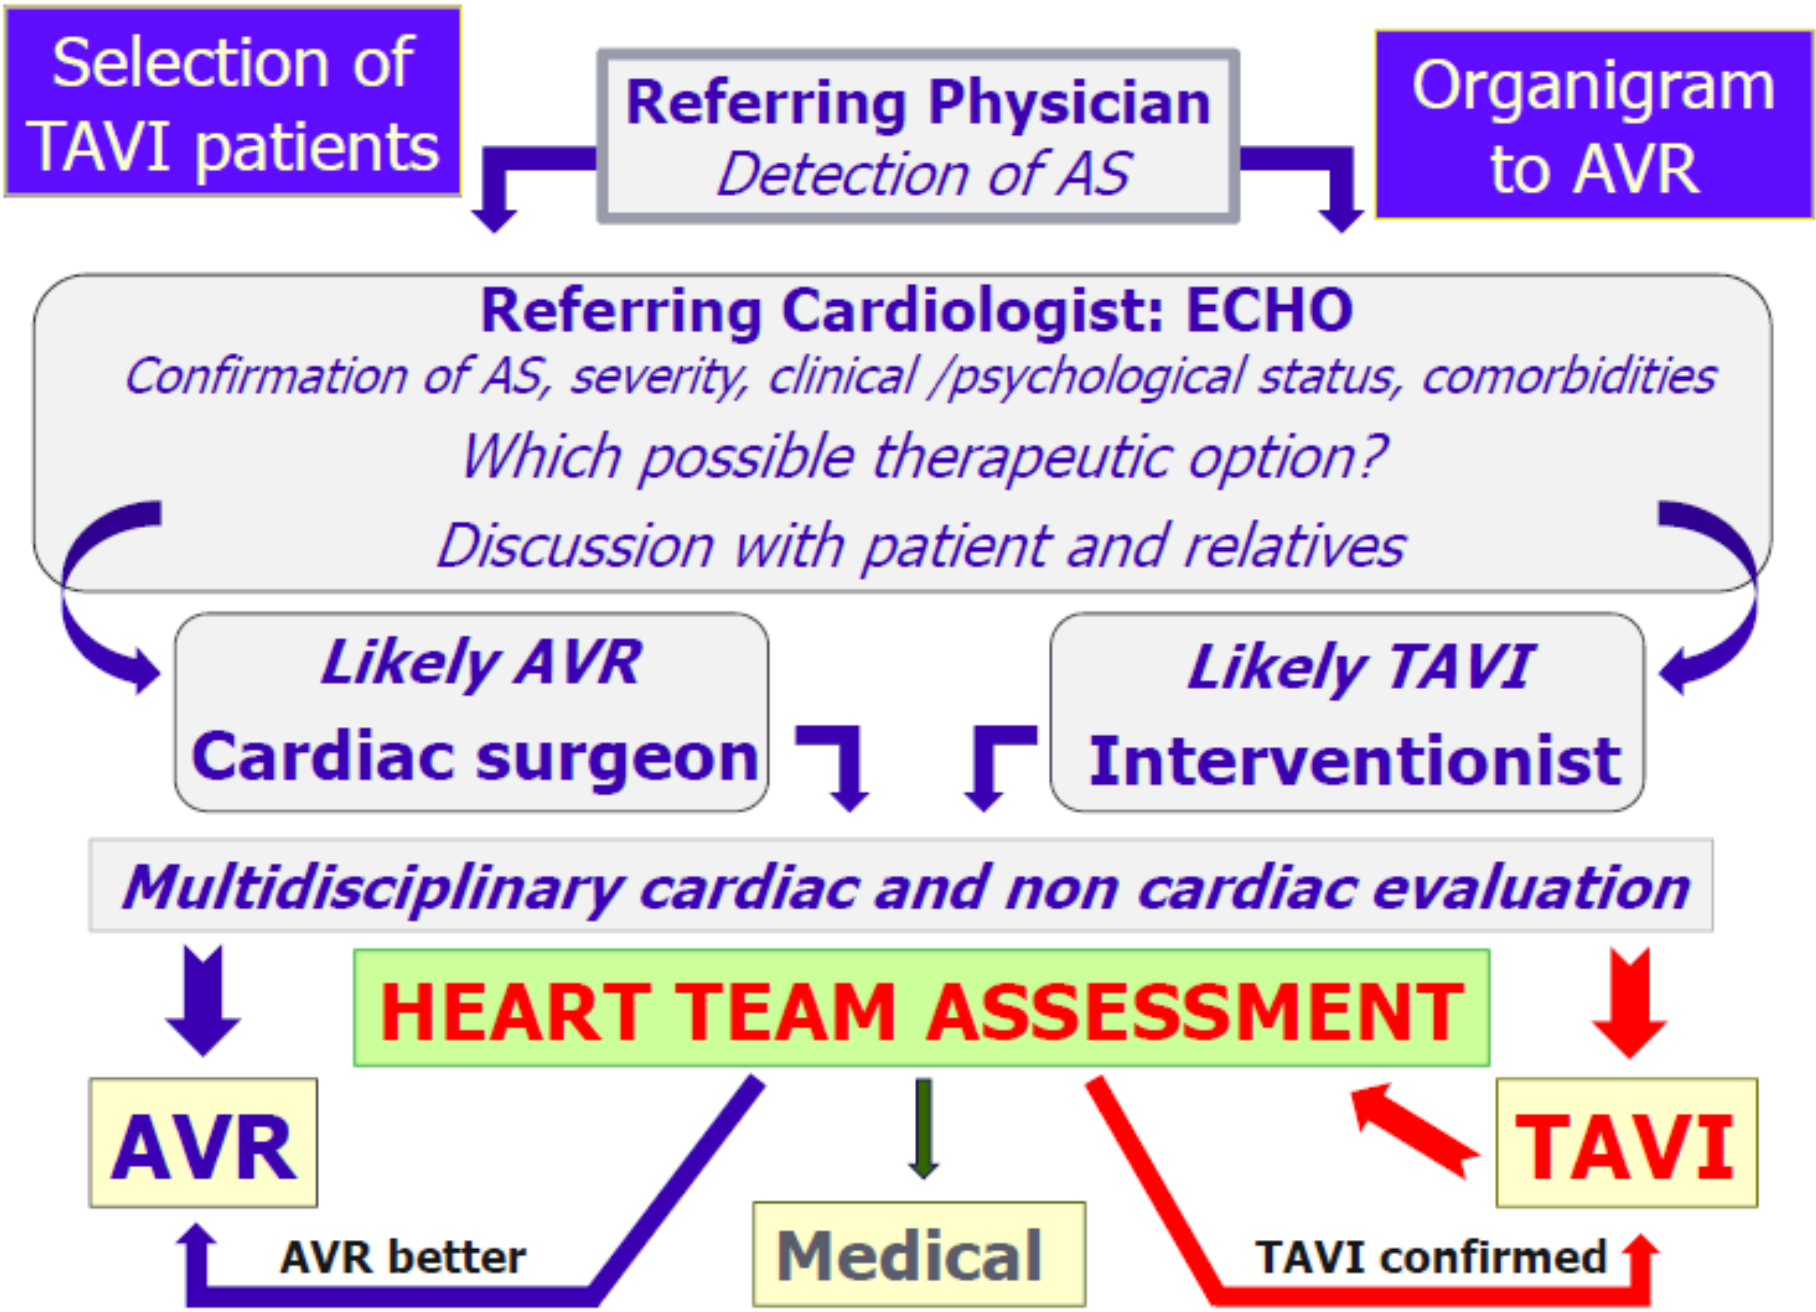 Selection of
TAVI patients
Referring Physician
Detection of AS
Organigram
to AVR
Referring Cardiologist: ECHO
Confirmation of AS, severity, clinical /psychological status, comorbidities
Which possible therapeutic option?
Discussion with patient and relatives
Likely AVR
Cardiac surgeon
Likely TAVI
Interventionist
Multidisciplinary cardiac and non cardiac evaluation
HEART TEAM ASSESSMENT
AVR
TAVI
AVR better
Medical
TAVI confirmed